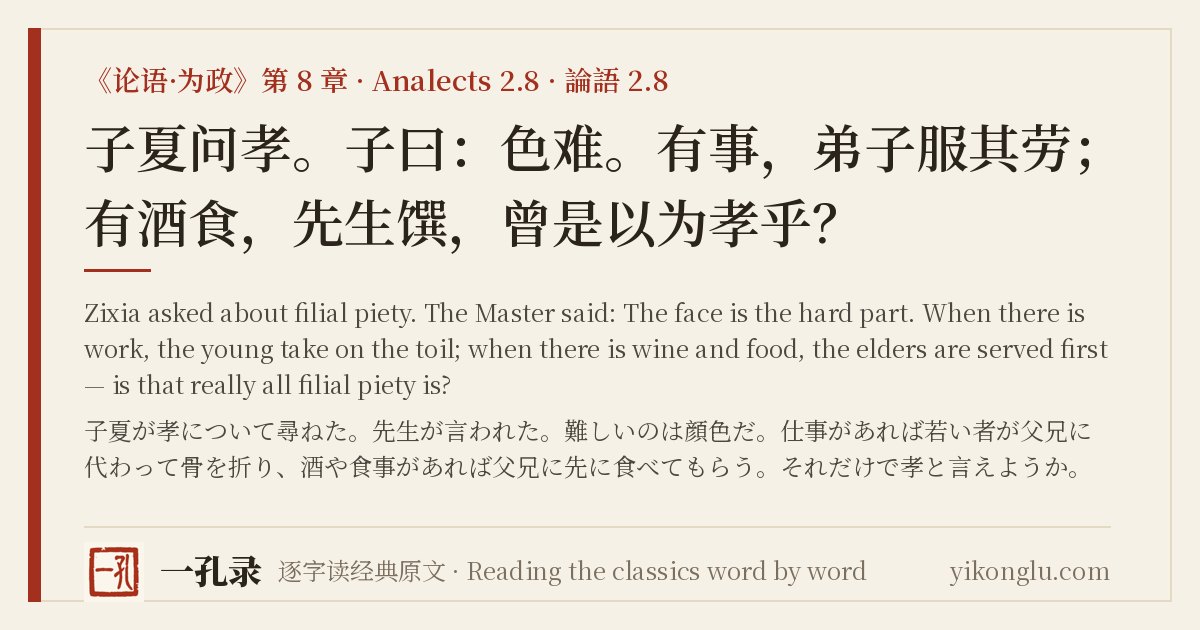 《论语·为政》第 8 章 · Analects 2.8 · 論語 2.8
子夏问孝。子曰：色难。有事，弟子服其劳；
有酒食，先生馔，曾是以为孝乎？
Zixia asked about filial piety. The Master said: The face is the hard part. When there is
work, the young take on the toil; when there is wine and food, the elders are served first
— is that really all filial piety is?
子夏が孝について尋ねた。先生が言われた。難しいのは顔色だ。仕事があれば若い者が父兄に
代わって骨を折り、酒や食事があれば父兄に先に食べてもらう。それだけで孝と言えようか。
一孔 一孔录 逐字读经典原文 · Reading the classics word by word yikonglu.com